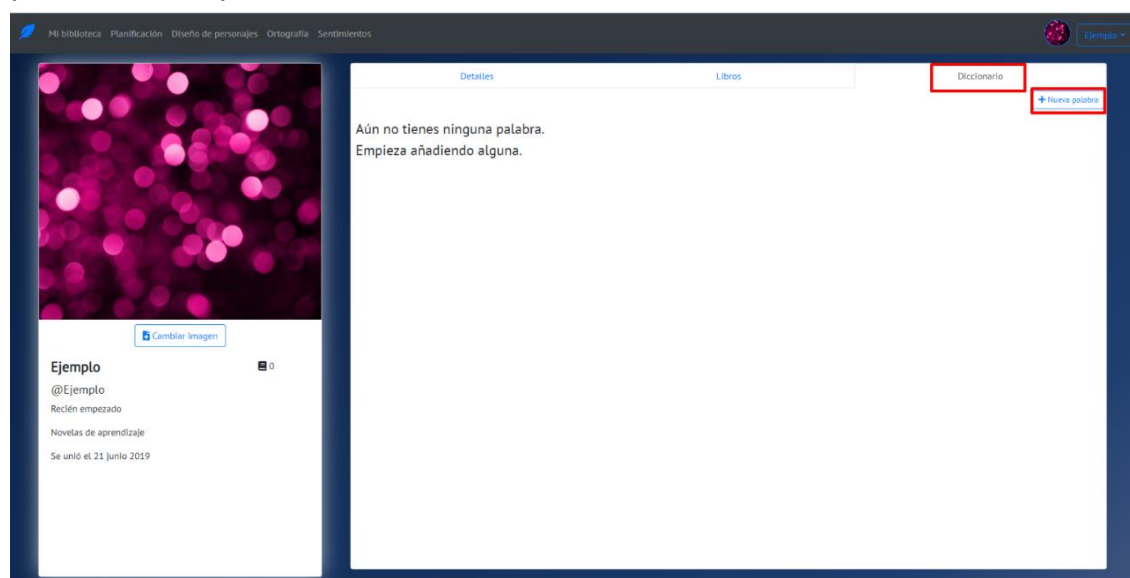 Mi biblioteca Planificación Diseño de personajes Ortografía Sentimientos Ejemplo
Detalles Libros Diccionario
+ Nueva palabra
Aún no tienes ninguna palabra.
Empieza añadiendo alguna.
Cambiar imagen
Ejemplo 0
@Ejemplo
Recién empezado
Novelas de aprendizaje
Se unió el 21 junio 2019